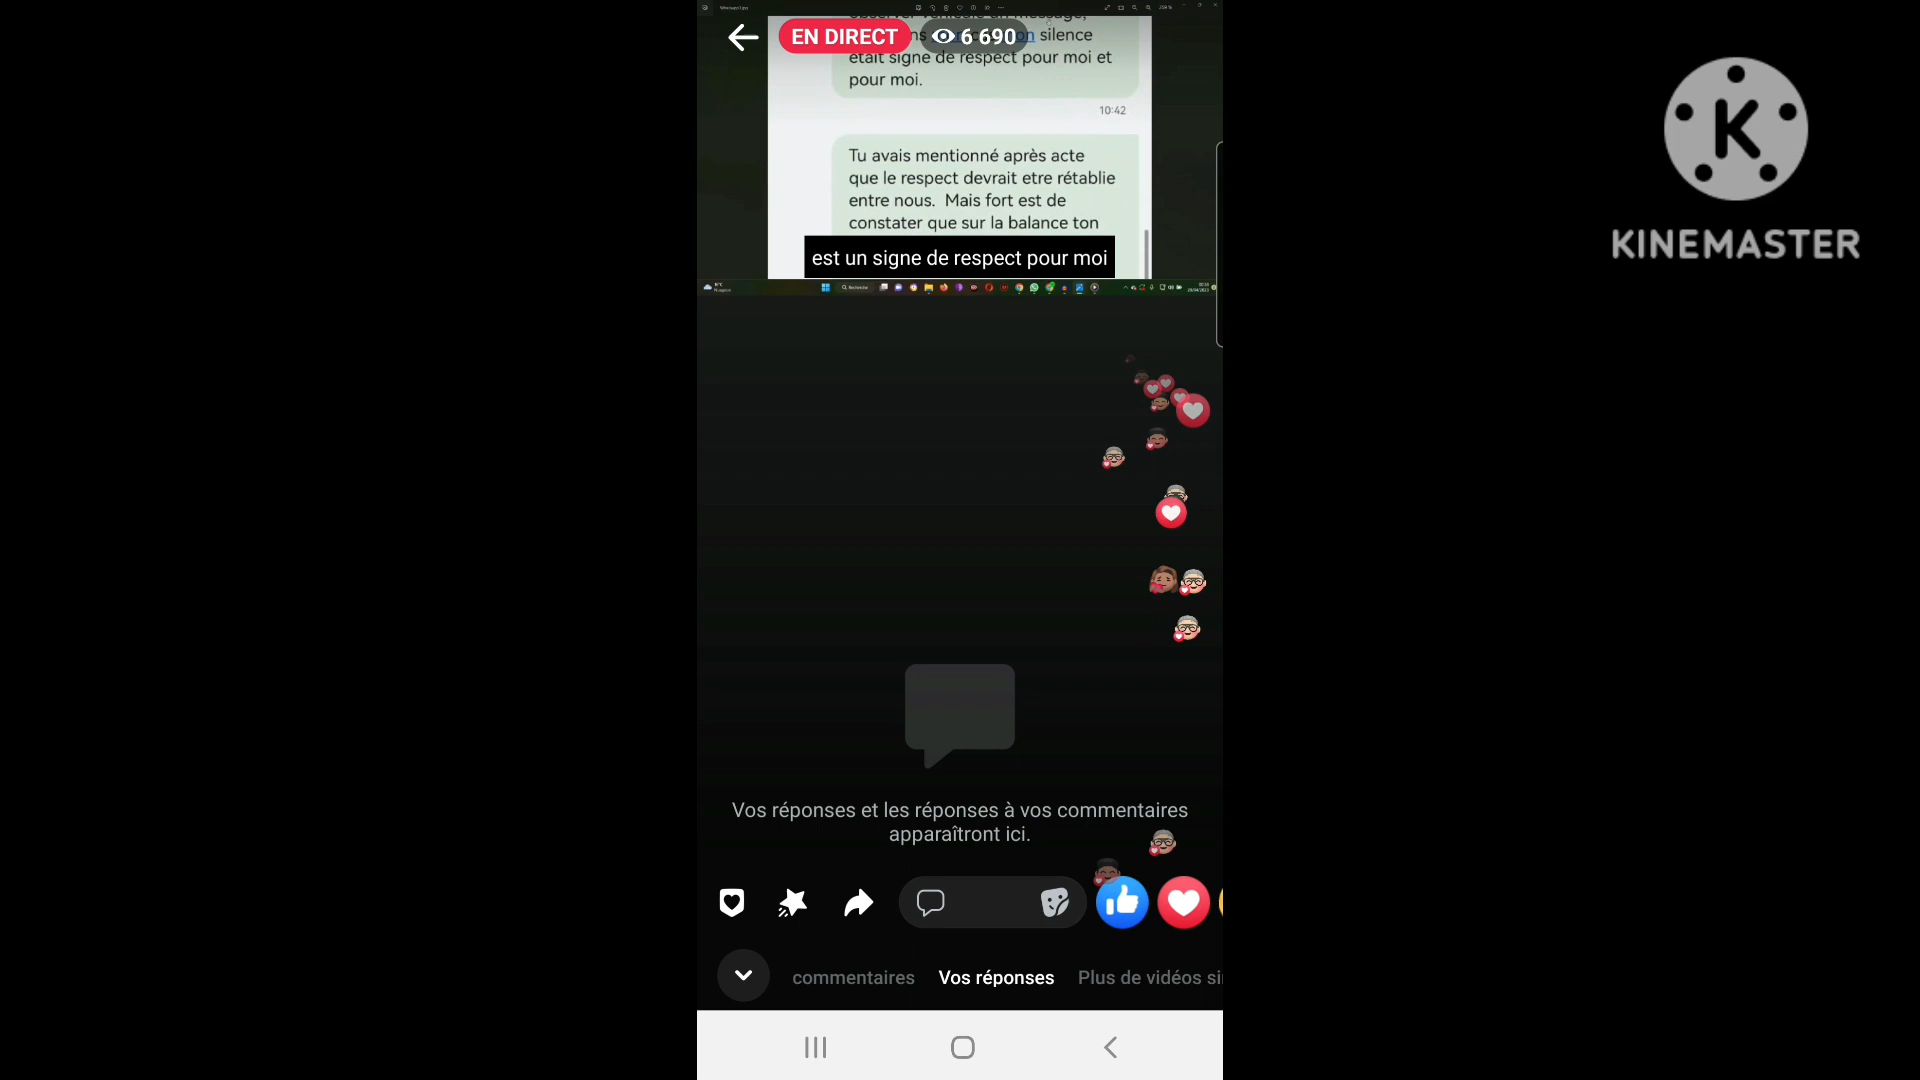 EN DIRECT
6 690
silence
était signe de respect pour moi et
pour moi.
10:42
Tu avais mentionné après acte
que le respect devrait etre rétablie
entre nous. Mais fort est de
constater que sur la balance ton
est un signe de respect pour moi
Recherche
KINEMASTER
Vos réponses et les réponses à vos commentaires
apparaîtront ici.
commentaires
Vos réponses
Plus de vidéos si